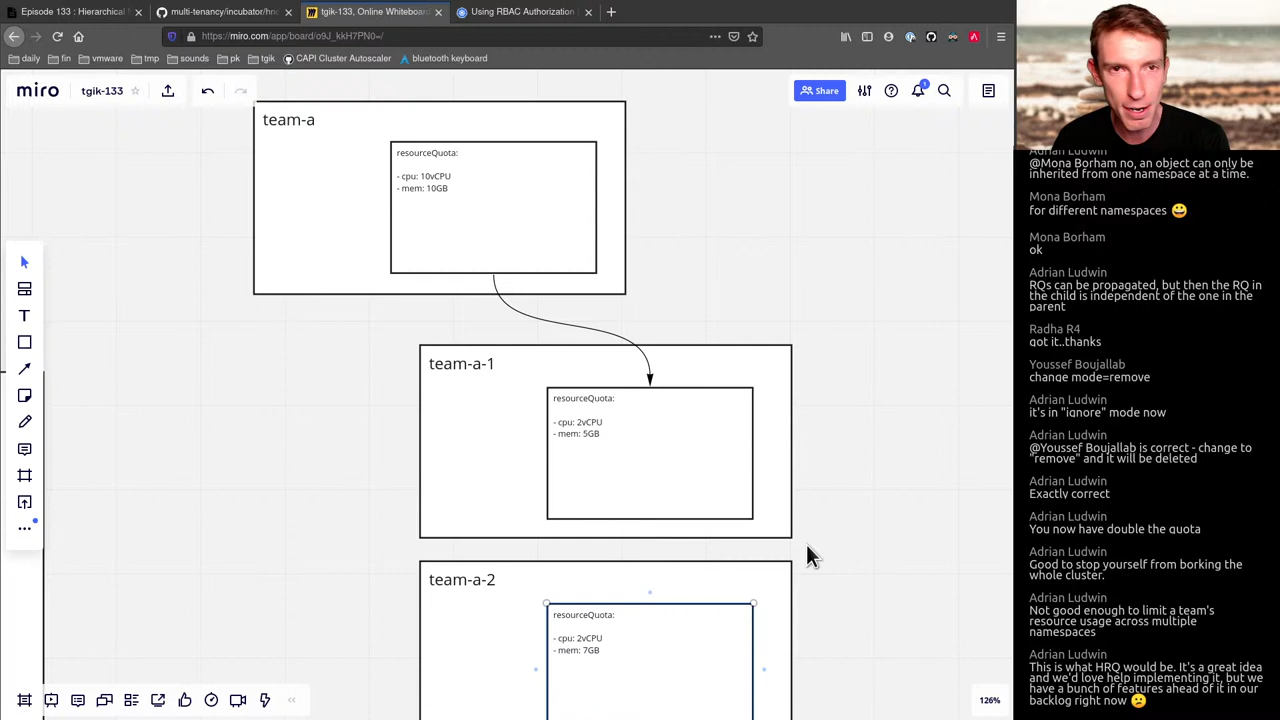 Episode 133 : Hierarchical N
multi-tenancy/incubator/hnc
tgik-133, Online Whiteboard
Using RBAC Authorization |
https://miro.com/app/board/o9J_kkH7PN0=/
daily
fin
vmware
tmp
sounds
pk
tgik
CAPI Cluster Autoscaler
bluetooth keyboard
miro
tgik-133
Share
team-a
resourceQuota:
- cpu: 10vCPU
- mem: 10GB
team-a-1
resourceQuota:
- cpu: 2vCPU
- mem: 5GB
team-a-2
resourceQuota:
- cpu: 2vCPU
- mem: 7GB
126%
Adrian Ludwin
@Mona Borham no, an object can only be
inherited from one namespace at a time.
Mona Borham
for different namespaces 😀
Mona Borham
ok
Adrian Ludwin
RQs can be propagated, but then the RQ in
the child is independent of the one in the
parent
Radha R4
got it..thanks
Youssef Boujallab
change mode=remove
Adrian Ludwin
it's in "ignore" mode now
Adrian Ludwin
@Youssef Boujallab is correct - change to
"remove" and it will be deleted
Adrian Ludwin
Exactly correct
Adrian Ludwin
You now have double the quota
Adrian Ludwin
Good to stop yourself from borking the
whole cluster.
Adrian Ludwin
Not good enough to limit a team's
resource usage across multiple
namespaces
Adrian Ludwin
This is what HRQ would be. It's a great idea
and we'd love help implementing it, but we
have a bunch of features ahead of it in our
backlog right now 😕